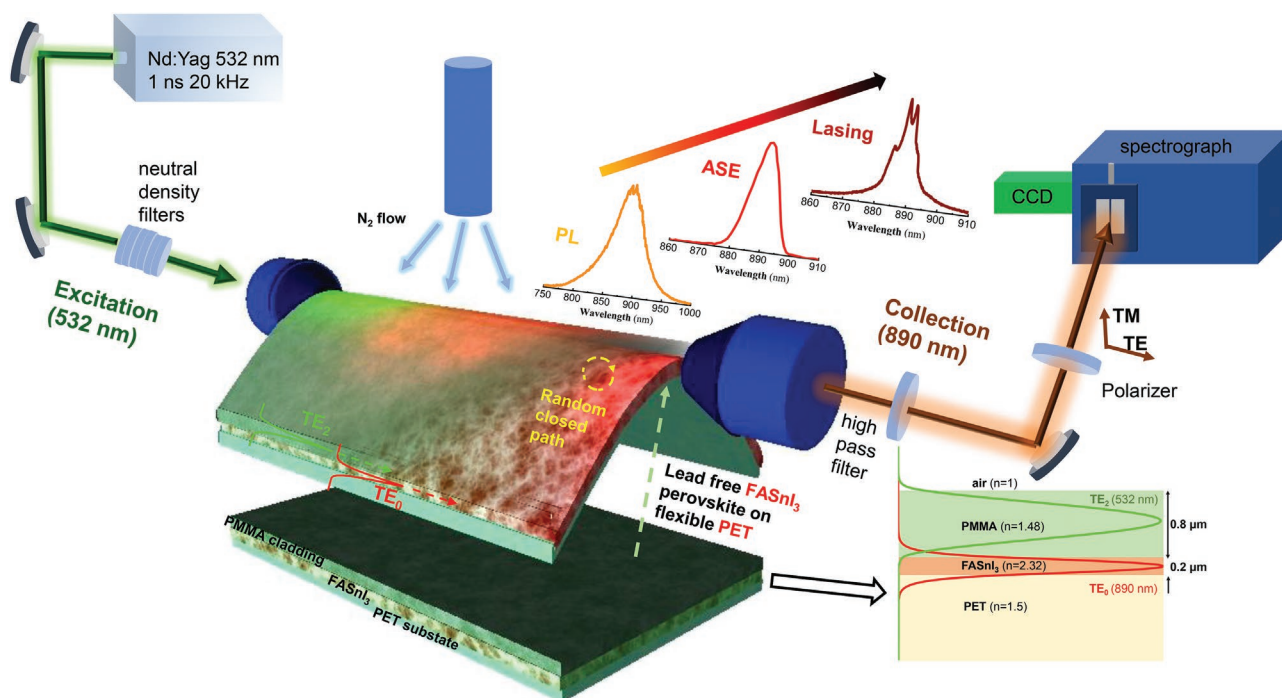 Nd:Yag 532 nm
1 ns 20 kHz
neutral
density
filters
Excitation
(532 nm)
N₂ flow
PL
750 800 850 900 950 1000
Wavelength (nm)
ASE
860 870 880 890 900 910
Wavelength (nm)
Lasing
860 870 880 890 900 910
Wavelength (nm)
spectrograph
CCD
TM
TE
Polarizer
Collection
(890 nm)
high
pass
filter
Random
closed
path
TE₂
TE₀
Lead free FASnI₃
perovskite on
flexible PET
PMMA cladding
FASnI₃
PET substate
air (n=1)
TE₂ (532 nm)
PMMA (n=1.48)
0.8 µm
FASnI₃ (n=2.32)
0.2 µm
TE₀ (890 nm)
PET (n=1.5)